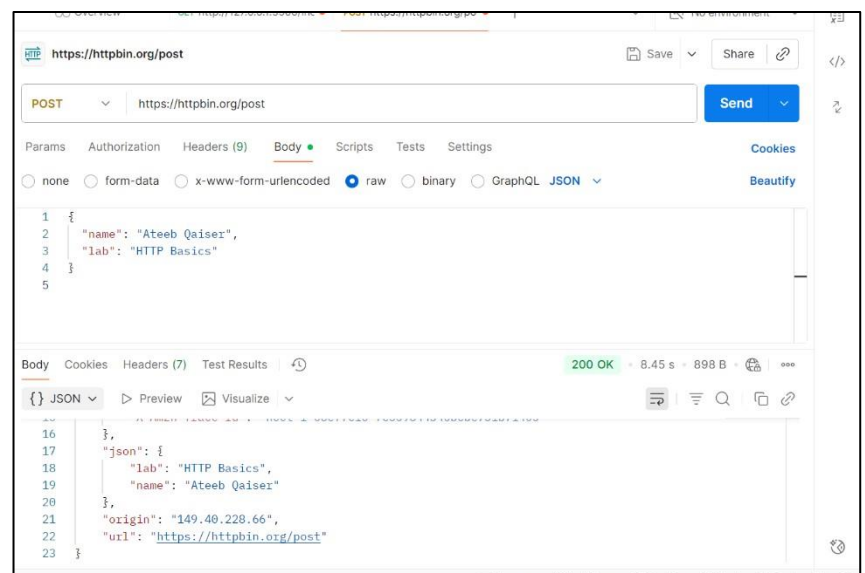 HTTP https://httpbin.org/post Save Share
POST https://httpbin.org/post Send
Params Authorization Headers (9) Body Scripts Tests Settings Cookies
none form-data x-www-form-urlencoded raw binary GraphQL JSON Beautify
1 {
2 "name": "Ateeb Qaiser",
3 "lab": "HTTP Basics"
4 }
5
Body Cookies Headers (7) Test Results 200 OK 8.45 s 898 B
{} JSON Preview Visualize
16 },
17 "json": {
18 "lab": "HTTP Basics",
19 "name": "Ateeb Qaiser"
20 },
21 "origin": "149.40.228.66",
22 "url": "https://httpbin.org/post"
23 }